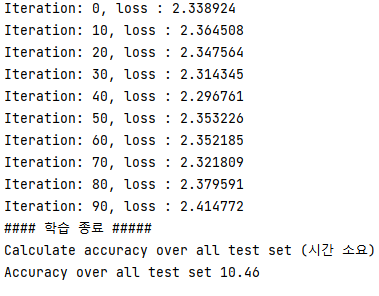 Iteration: 0, loss : 2.338924
Iteration: 10, loss : 2.364508
Iteration: 20, loss : 2.347564
Iteration: 30, loss : 2.314345
Iteration: 40, loss : 2.296761
Iteration: 50, loss : 2.353226
Iteration: 60, loss : 2.352185
Iteration: 70, loss : 2.321809
Iteration: 80, loss : 2.379591
Iteration: 90, loss : 2.414772
#### 학습 종료 #####
Calculate accuracy over all test set (시간 소요)
Accuracy over all test set 10.46